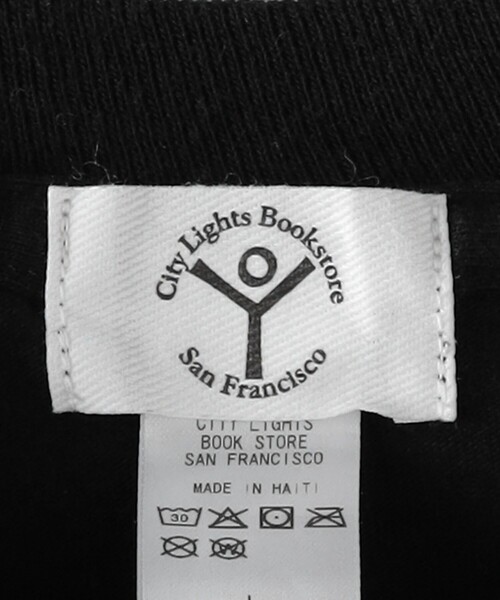 City Lights Bookstore
San Francisco
CITY LIGHTS
BOOK STORE
SAN FRANCISCO
MADE IN HAITI
30
W
L